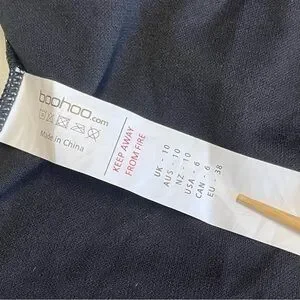 boohoo.com
Made in China
KEEP AWAY
FROM FIRE
UK - 10
AUS - 10
NZ - 10
USA - 6
CAN - 6
EU - 38